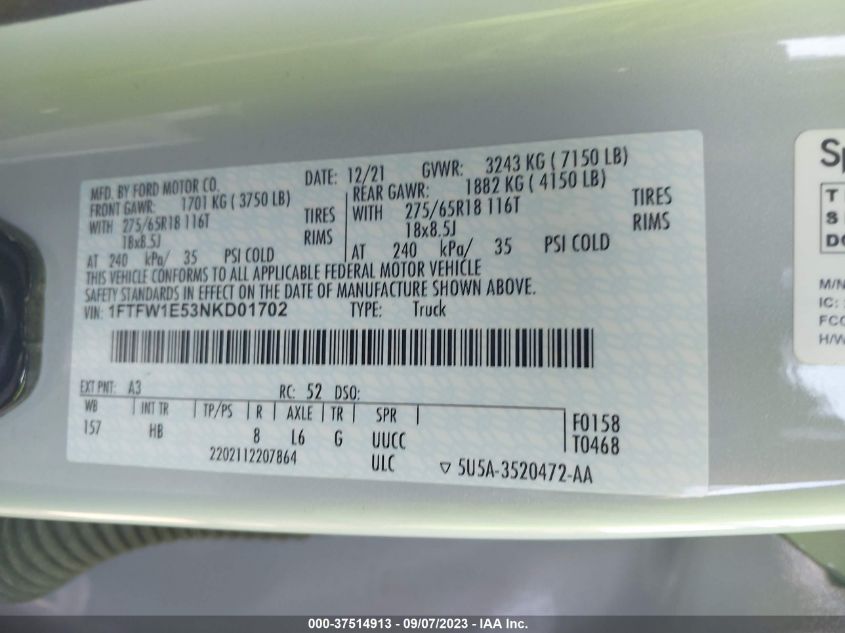 MFD. BY FORD MOTOR CO.
DATE: 12/21 GVWR: 3243 KG ( 7150 LB)
FRONT GAWR: 1701 KG ( 3750 LB)
REAR GAWR: 1882 KG ( 4150 LB)
WITH 275/65R18 116T TIRES
WITH 275/65R18 116T TIRES
18x8.5J RIMS
18x8.5J RIMS
AT 240 kPa/ 35 PSI COLD
AT 240 kPa/ 35 PSI COLD
THIS VEHICLE CONFORMS TO ALL APPLICABLE FEDERAL MOTOR VEHICLE
SAFETY STANDARDS IN EFFECT ON THE DATE OF MANUFACTURE SHOWN ABOVE.
VIN: 1FTFW1E53NKD01702 TYPE: Truck
EXT PNT: A3 RC: 52 DSO:
WB INT TR TP/PS R AXLE TR SPR
157 HB 8 L6 G UUCC
F0158
T0468
2202112207864 ULC
▽ 5U5A-3520472-AA
Sp
T
S
DO
M/N
IC:
FCC
H/W
000-37514913 - 09/07/2023 - IAA Inc.